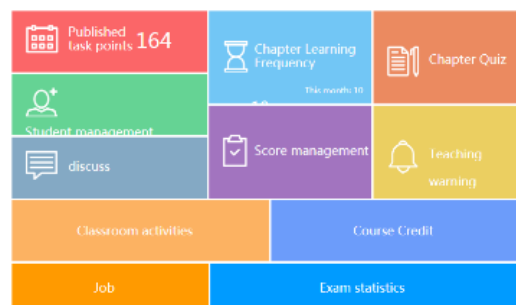 Published
task points 164
Chapter Learning
Frequency
This month: 10
Chapter Quiz
Student management
discuss
Score management
Teaching
warning
Classroom activities
Course Credit
Job
Exam statistics